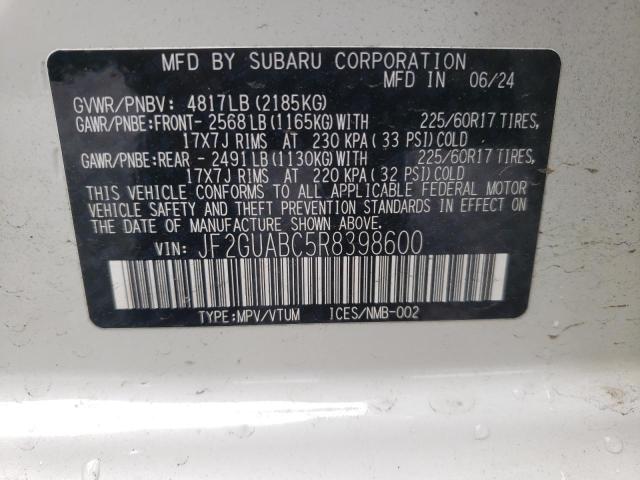 MFD BY SUBARU CORPORATION
MFD IN 06/24
GVWR/PNBV: 4817LB (2185KG)
GAWR/PNBE:FRONT- 2568LB (1165KG)WITH 225/60R17 TIRES,
17X7J RIMS AT 230 KPA ( 33 PSI) COLD
GAWR/PNBE:REAR - 2491LB (1130KG)WITH 225/60R17 TIRES,
17X7J RIMS AT 220 KPA ( 32 PSI) COLD
THIS VEHICLE CONFORMS TO ALL APPLICABLE FEDERAL MOTOR
VEHICLE SAFETY AND THEFT PREVENTION STANDARDS IN EFFECT ON
THE DATE OF MANUFACTURE SHOWN ABOVE.
VIN: JF2GUABC5R8398600
TYPE:MPV/VTUM ICES/NMB-002